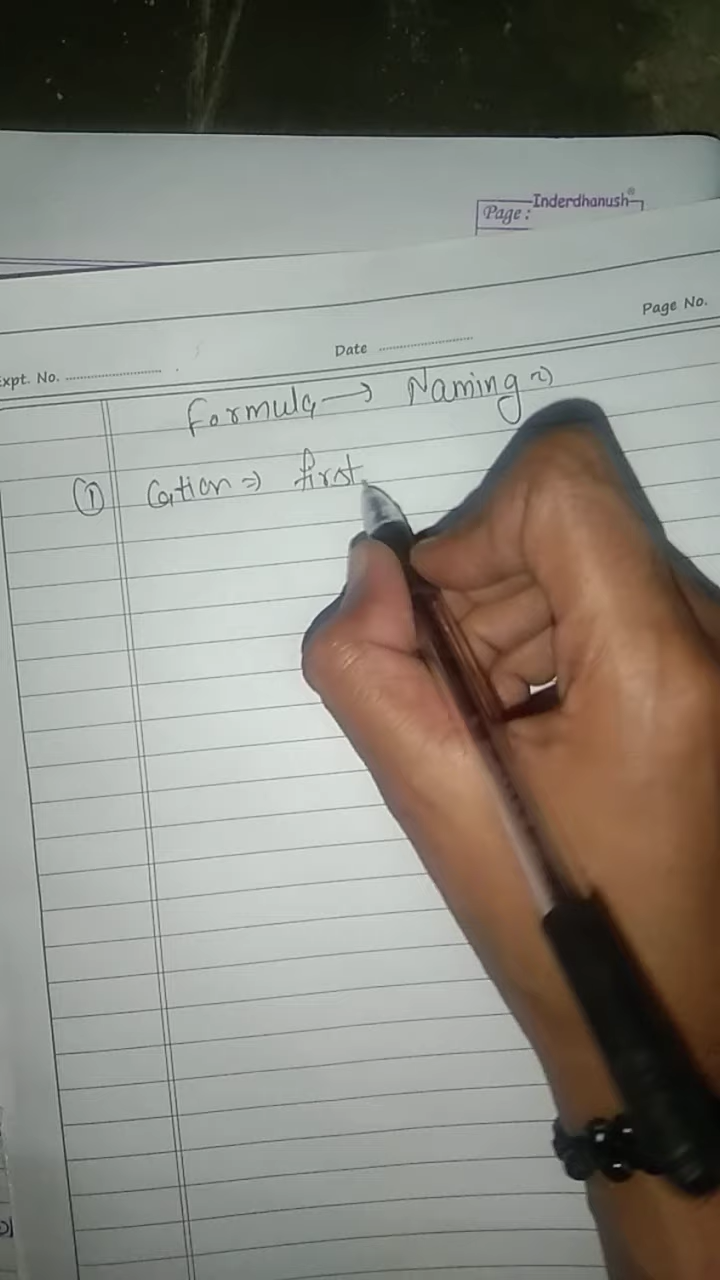 Inderdhanush®
Page :
Page No.
Date
Expt. No.
Formula → Naming ⇒
① Cation ⇒ first